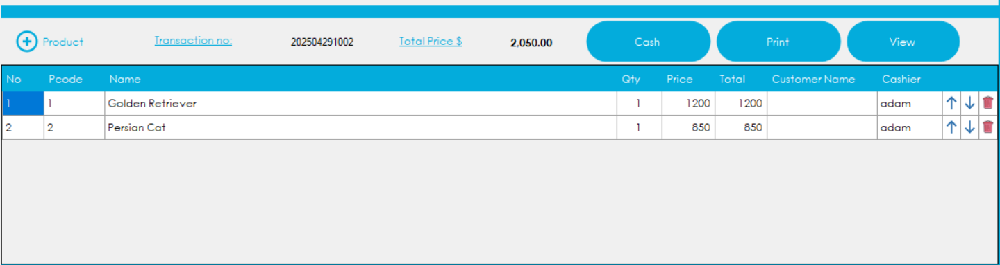 Product Transaction no: 202504291002 Total Price $ 2,050.00 Cash Print View
No Pcode Name Qty Price Total Customer Name Cashier
1 1 Golden Retriever 1 1200 1200 adam
2 2 Persian Cat 1 850 850 adam